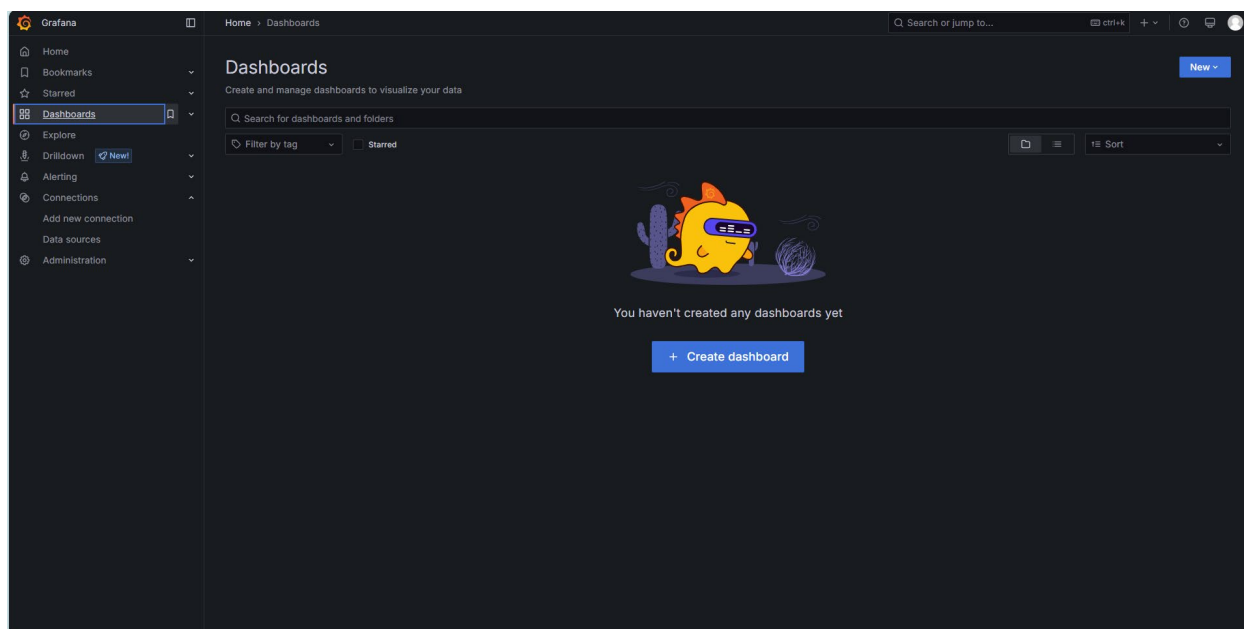 Grafana
Home › Dashboards
Search or jump to...
ctrl+k
Home
Bookmarks
Starred
Dashboards
Explore
Drilldown
New!
Alerting
Connections
Add new connection
Data sources
Administration
Dashboards
New
Create and manage dashboards to visualize your data
Search for dashboards and folders
Filter by tag
Starred
Sort
You haven't created any dashboards yet
+ Create dashboard